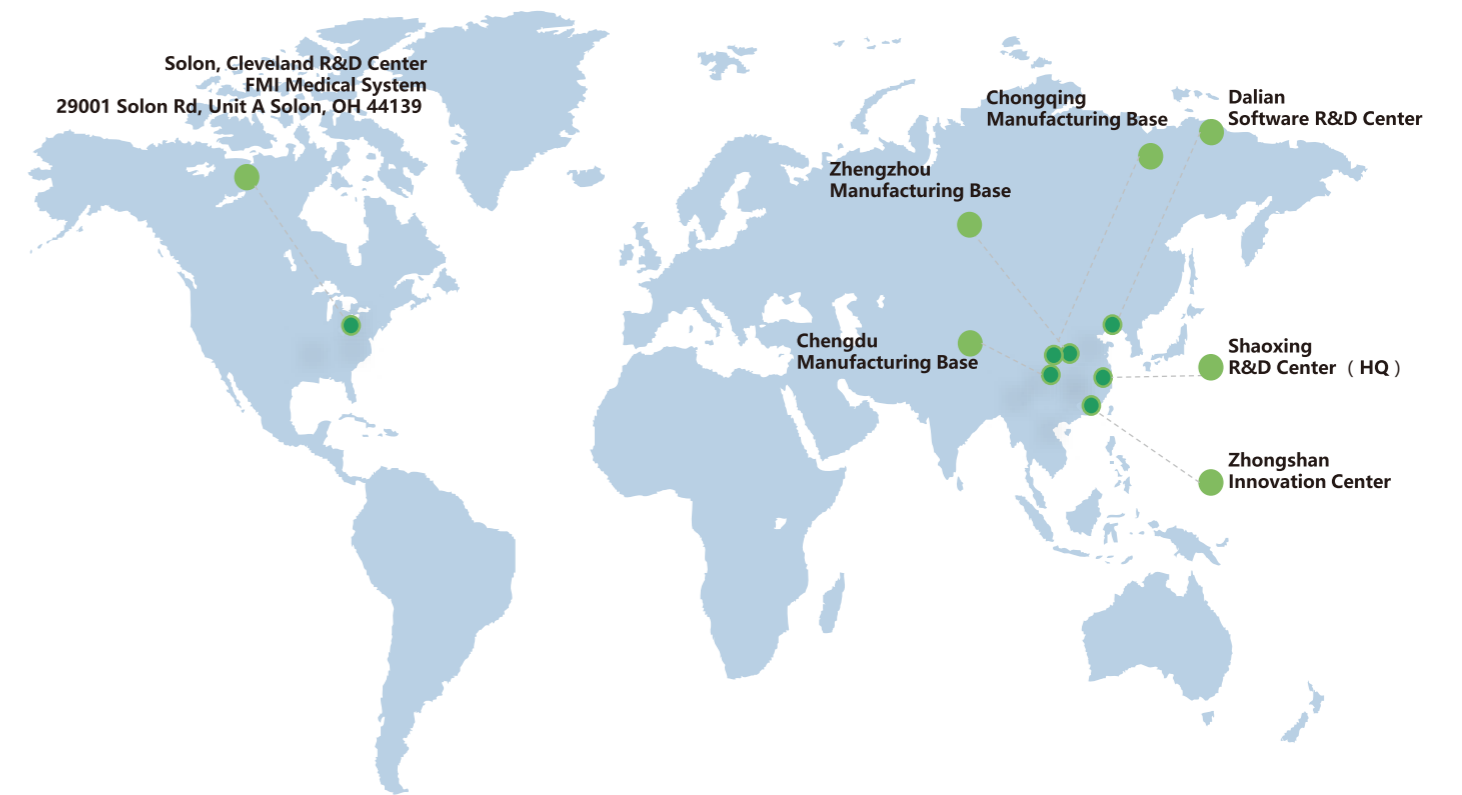 Solon, Cleveland R&D Center
FMI Medical System
29001 Solon Rd, Unit A Solon, OH 44139
Chongqing
Manufacturing Base
Dalian
Software R&D Center
Zhengzhou
Manufacturing Base
Chengdu
Manufacturing Base
Shaoxing
R&D Center（HQ）
Zhongshan
Innovation Center